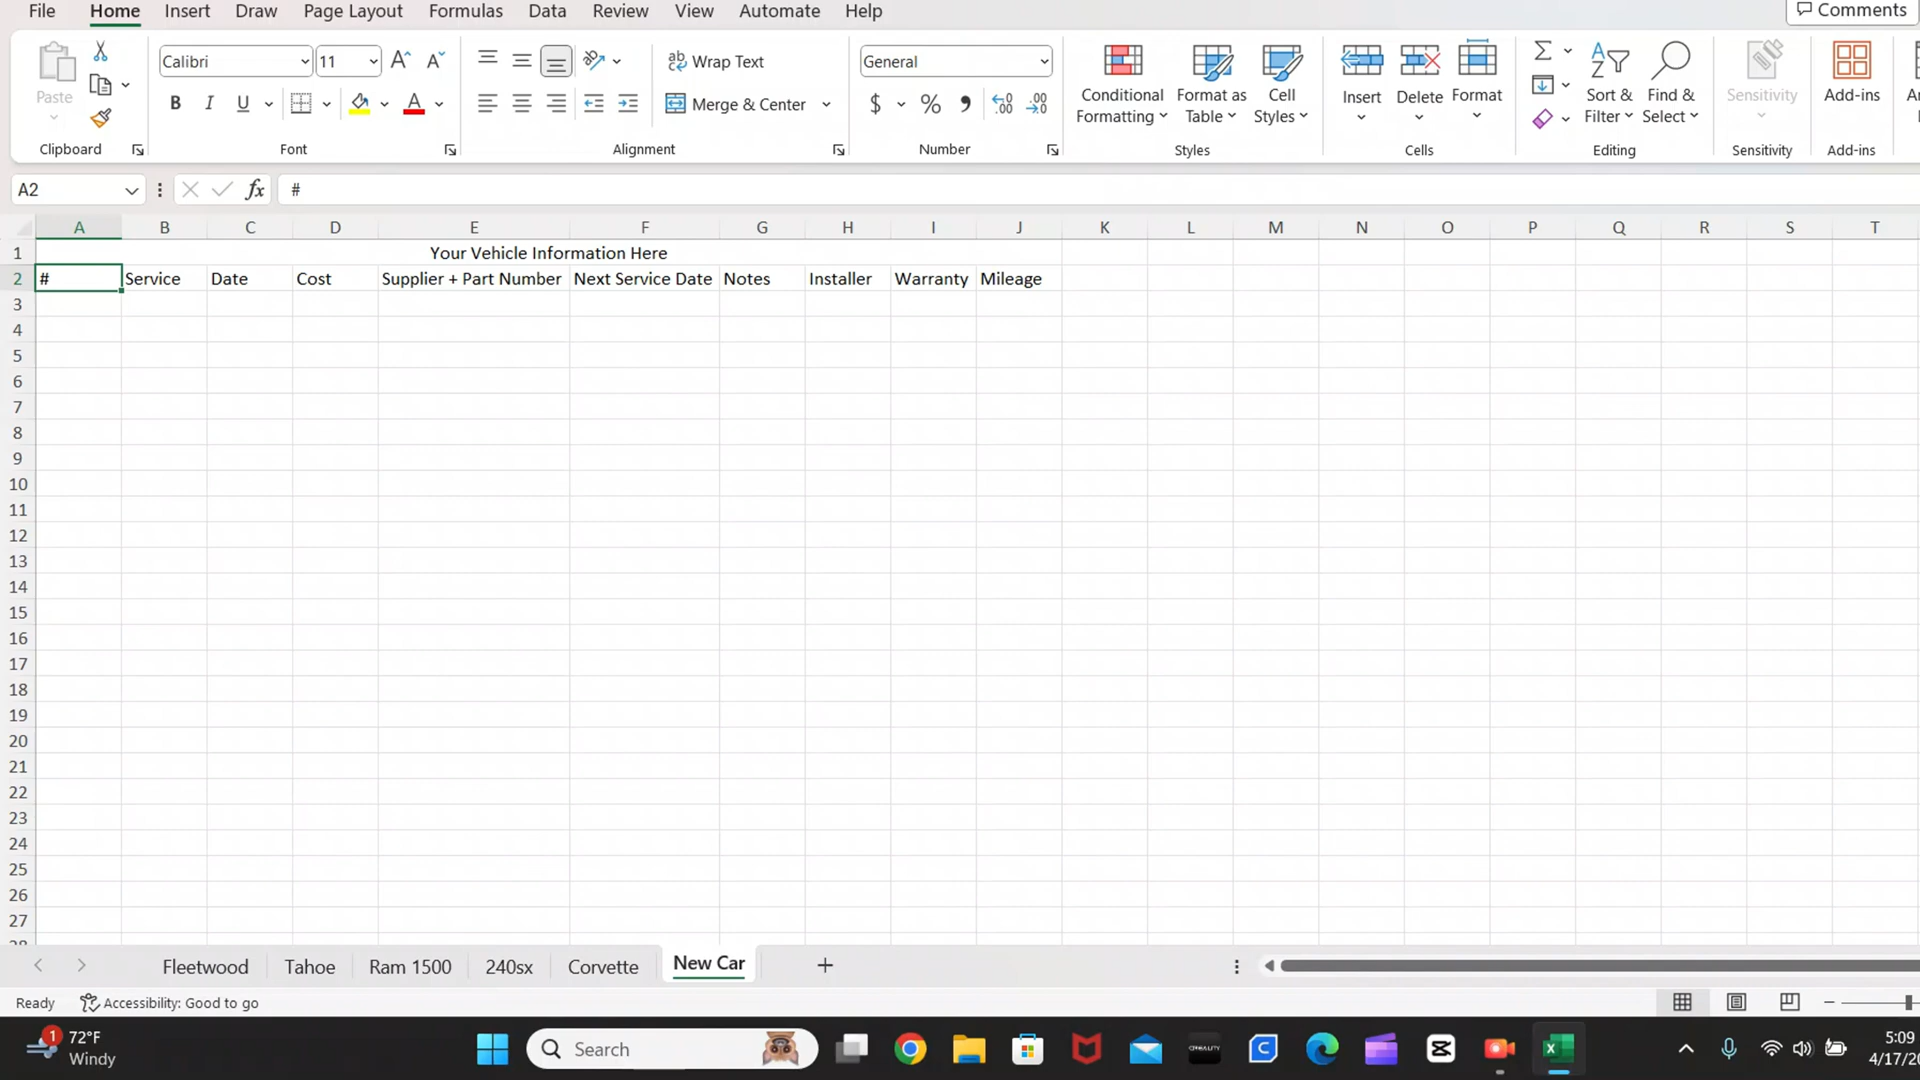 File Home Insert Draw Page Layout Formulas Data Review View Automate Help Comments
Calibri 11 Wrap Text General
Paste B I U Merge & Center $ % Conditional Formatting Format as Table Cell Styles Insert Delete Format Sort & Filter Find & Select Sensitivity Add-ins
Clipboard Font Alignment Number Styles Cells Editing Sensitivity Add-ins
A2 fx #
A B C D E F G H I J K L M N O P Q R S T
1 Your Vehicle Information Here
2 # Service Date Cost Supplier + Part Number Next Service Date Notes Installer Warranty Mileage
3
4
5
6
7
8
9
10
11
12
13
14
15
16
17
18
19
20
21
22
23
24
25
26
27
Fleetwood Tahoe Ram 1500 240sx Corvette New Car
Ready Accessibility: Good to go
1 72°F Search 5:09
Windy 4/17/20